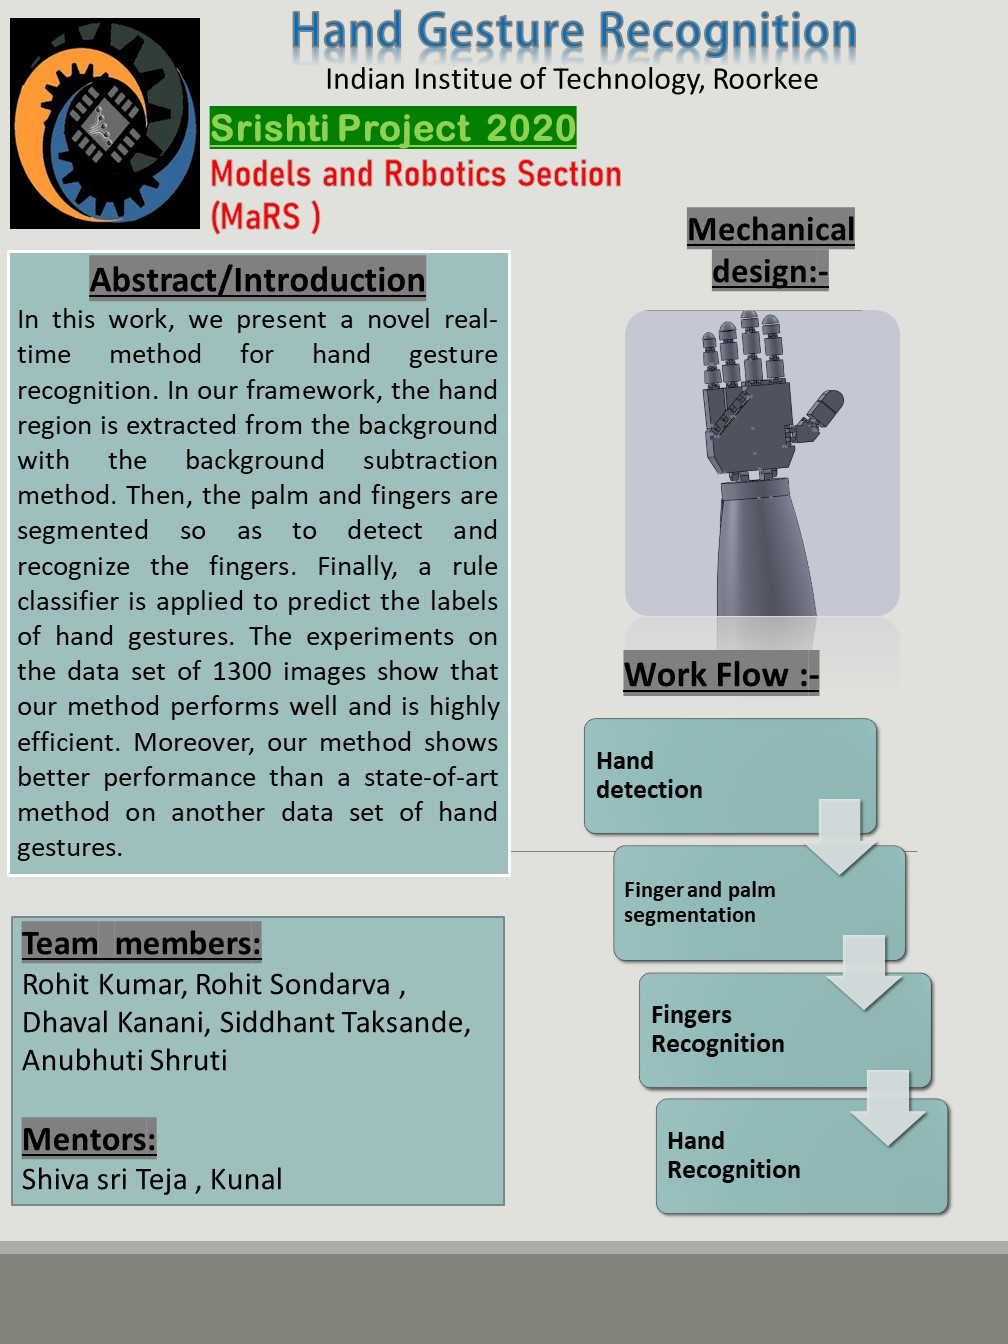 Hand Gesture Recognition
Indian Institue of Technology, Roorkee
Srishti Project 2020
Models and Robotics Section
(MaRS )
Abstract/Introduction
In this work, we present a novel real-
time method for hand gesture
recognition. In our framework, the hand
region is extracted from the background
with the background subtraction
method. Then, the palm and fingers are
segmented so as to detect and
recognize the fingers. Finally, a rule
classifier is applied to predict the labels
of hand gestures. The experiments on
the data set of 1300 images show that
our method performs well and is highly
efficient. Moreover, our method shows
better performance than a state-of-art
method on another data set of hand
gestures.
Team members:
Rohit Kumar, Rohit Sondarva ,
Dhaval Kanani, Siddhant Taksande,
Anubhuti Shruti
Mentors:
Shiva sri Teja , Kunal
Mechanical
design:-
Work Flow :-
Hand
detection
Finger and palm
segmentation
Fingers
Recognition
Hand
Recognition